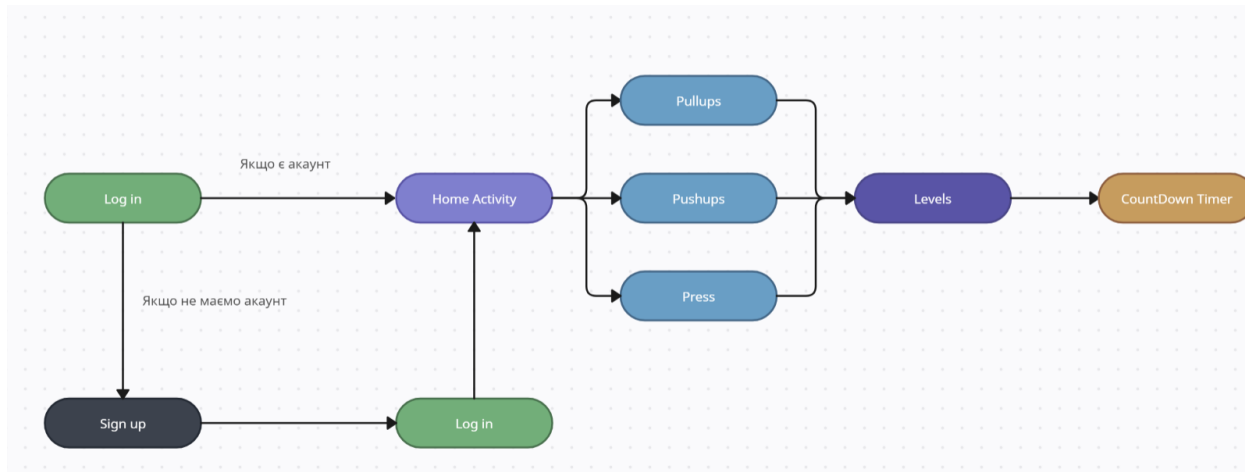 Pullups
Якщо є акаунт
Log in
Home Activity
Pushups
Levels
CountDown Timer
Якщо не маємо акаунт
Press
Sign up
Log in